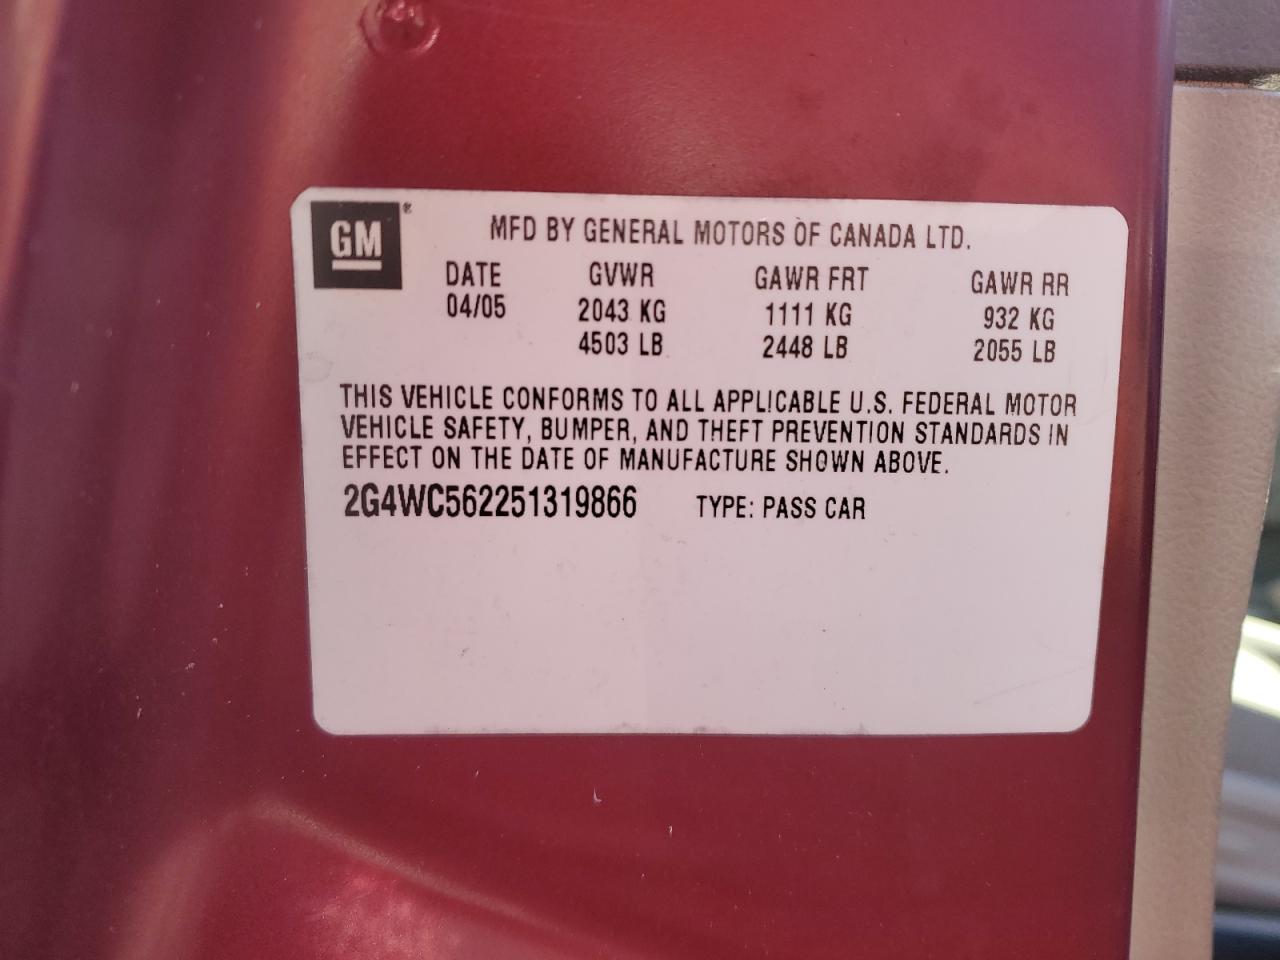 GM®
MFD BY GENERAL MOTORS OF CANADA LTD.
DATE GVWR GAWR FRT GAWR RR
04/05 2043 KG 1111 KG 932 KG
4503 LB 2448 LB 2055 LB
THIS VEHICLE CONFORMS TO ALL APPLICABLE U.S. FEDERAL MOTOR
VEHICLE SAFETY, BUMPER, AND THEFT PREVENTION STANDARDS IN
EFFECT ON THE DATE OF MANUFACTURE SHOWN ABOVE.
2G4WC562251319866 TYPE: PASS CAR